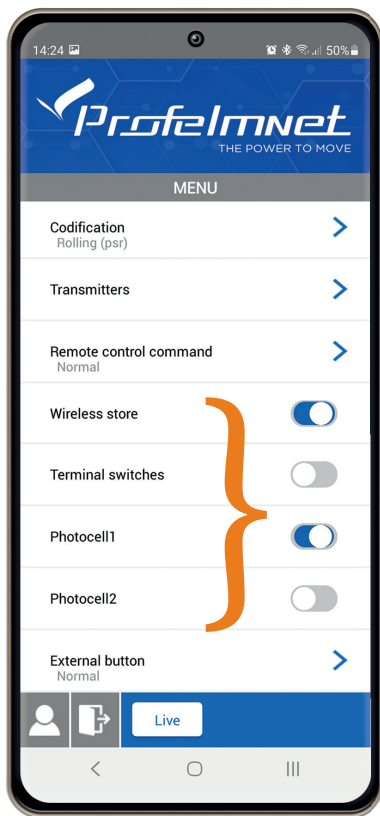 14:24 50%
Profelmnet
THE POWER TO MOVE
MENU
Codification
Rolling (psr)
Transmitters
Remote control command
Normal
Wireless store
Terminal switches
Photocell1
Photocell2
External button
Normal
Live